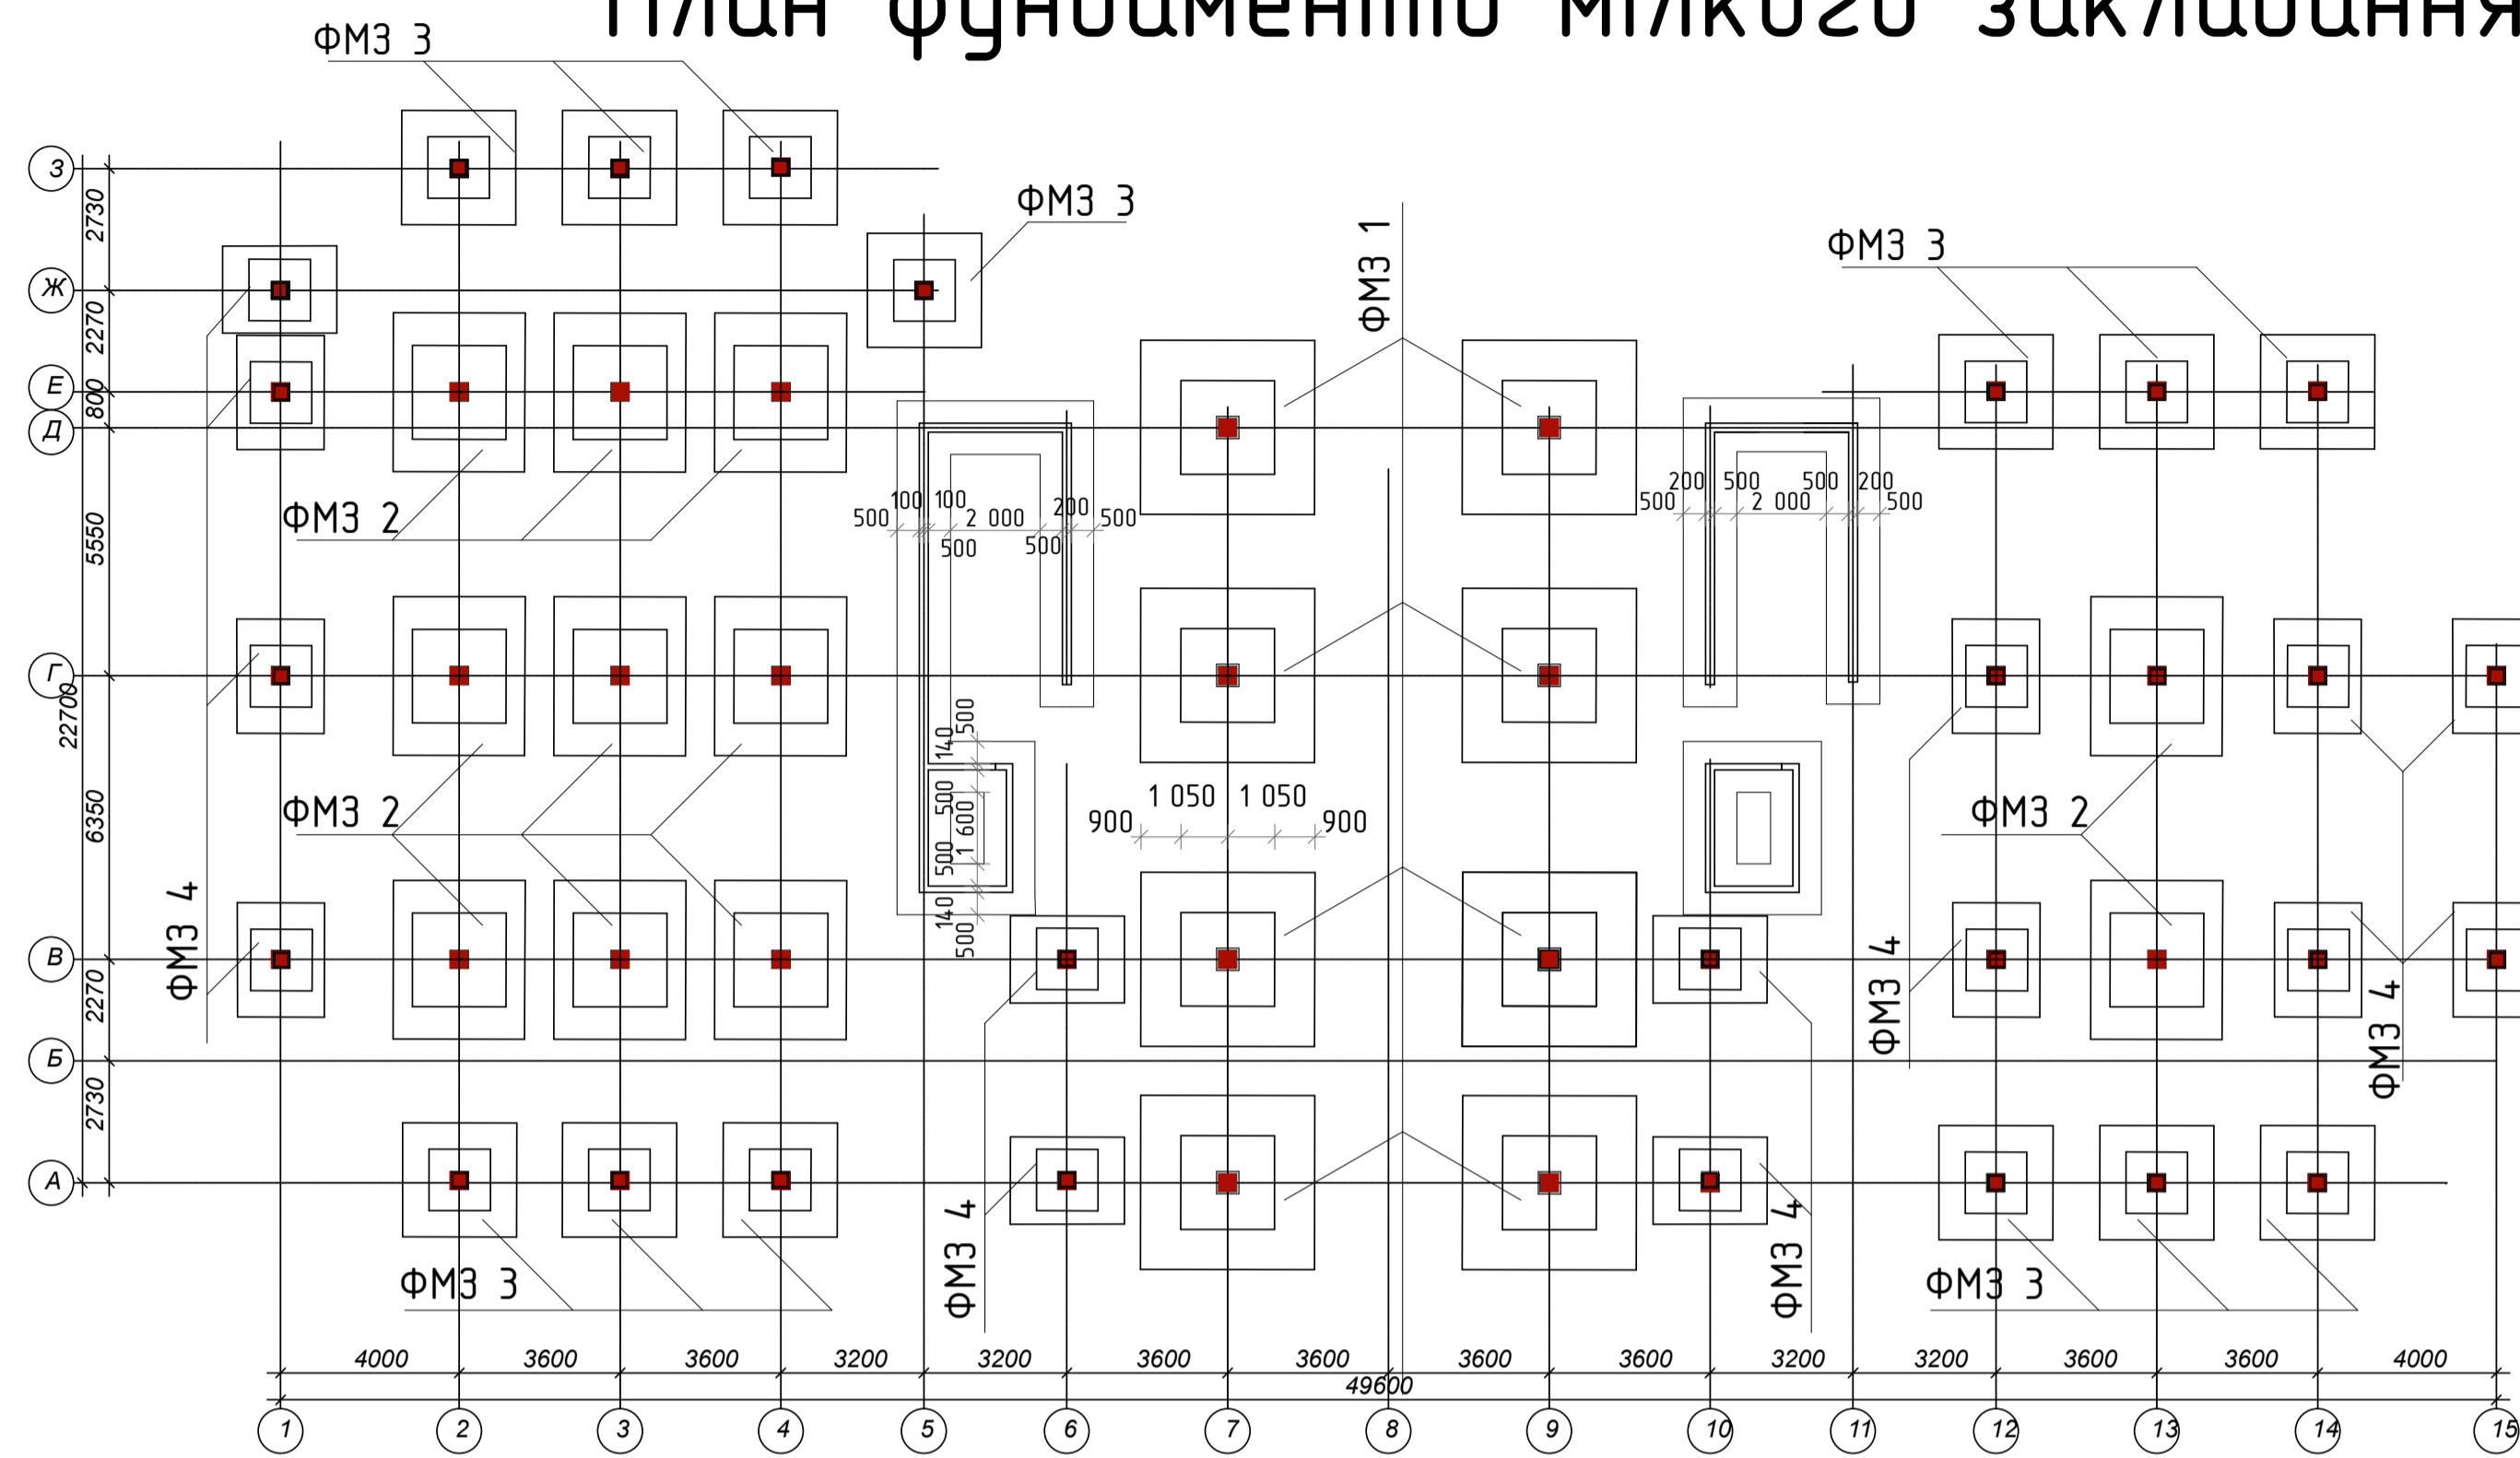 План фундаменту мілкого закладання
ФМЗ 3
З
2730
ФМЗ 3
ФМЗ 1
ФМЗ 3
Ж
2270
Е
800
Д
ФМЗ 2
5550
500 100 100 500 2 000 500 200 500
500 200 500 2 000 500 200 500
Г
22700
500
140
500
1 600
500
140
500
900 1 050 1 050 900
ФМЗ 2
6350
ФМЗ 2
ФМЗ 4
В
2270
ФМЗ 4
ФМЗ 4
Б
2730
А
ФМЗ 4
ФМЗ 4
ФМЗ 3
ФМЗ 3
4000 3600 3600 3200 3200 3600 3600 3600 3600 3200 3200 3600 3600 4000
49600
1 2 3 4 5 6 7 8 9 10 11 12 13 14 15